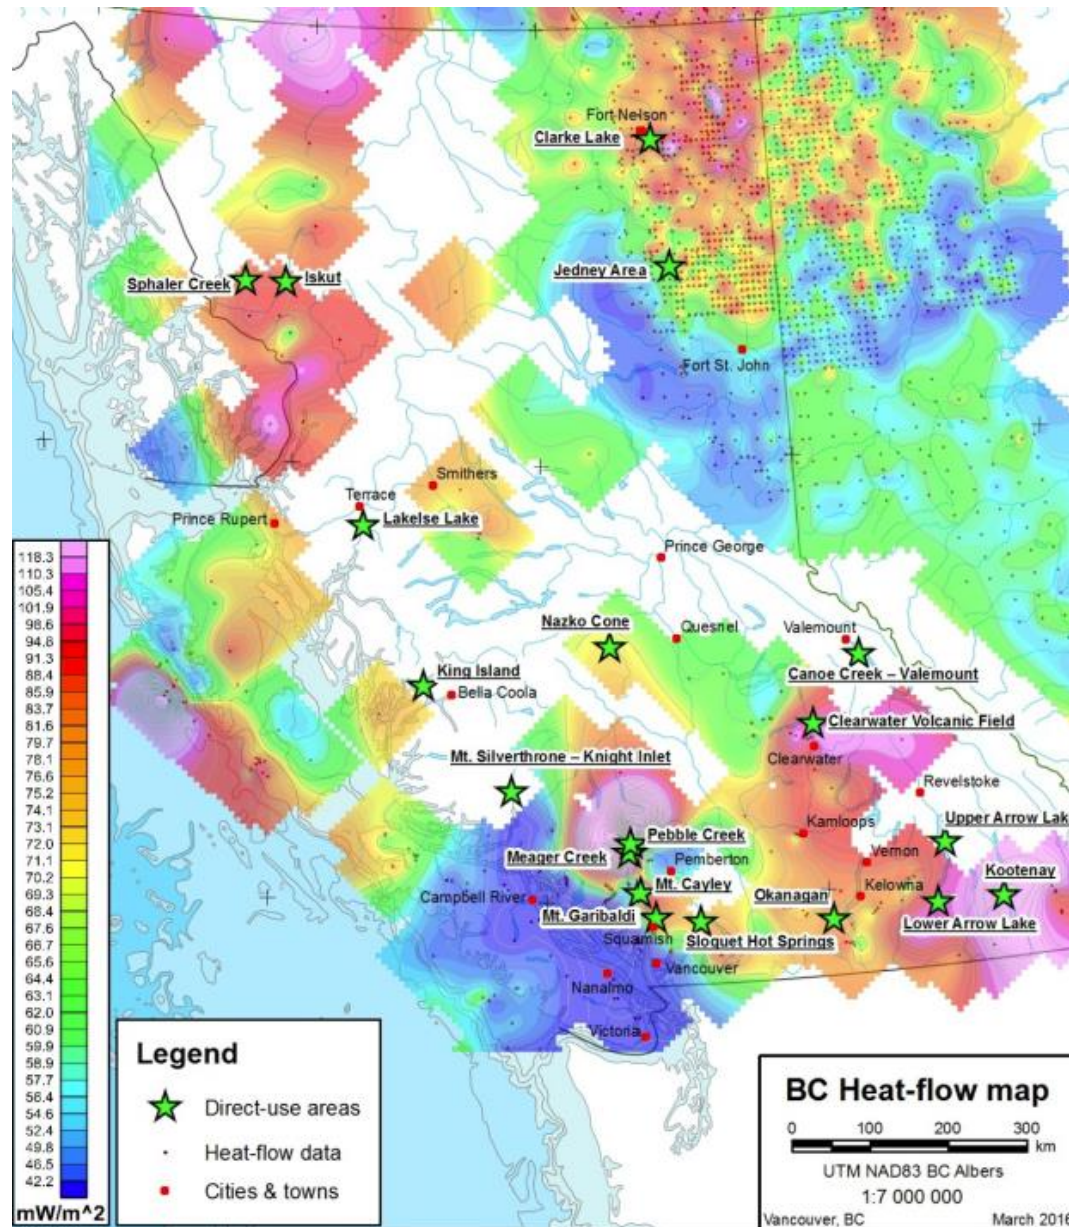 Fort Nelson
Clarke Lake
Jedney Area
Sphaler Creek
Iskut
Fort St. John
Smithers
Terrace
Prince Rupert
Lakelse Lake
Prince George
Nazko Cone
Quesnel
Valemount
Canoe Creek – Valemount
King Island
Bella Coola
Clearwater Volcanic Field
Clearwater
Mt. Silverthrone – Knight Inlet
Revelstoke
Kamloops
Upper Arrow Lak
Pebble Creek
Meager Creek
Pemberton
Vernon
Kootenay
Mt. Cayley
Okanagan
Kelowna
Campbell River
Mt. Garibaldi
Lower Arrow Lake
Squamish
Sloquet Hot Springs
Vancouver
Nanaimo
Victoria
118.3
110.3
105.4
101.9
98.6
94.8
91.3
88.4
85.9
83.7
81.6
79.7
78.1
76.6
75.2
74.1
73.1
72.0
71.1
70.2
69.3
68.4
67.6
66.7
65.6
64.4
63.1
62.0
60.9
59.9
58.9
57.7
56.4
54.6
52.4
49.8
46.5
42.2
mW/m^2
Legend
Direct-use areas
Heat-flow data
Cities & towns
BC Heat-flow map
0 100 200 300
km
UTM NAD83 BC Albers
1:7 000 000
Vancouver, BC March 2016